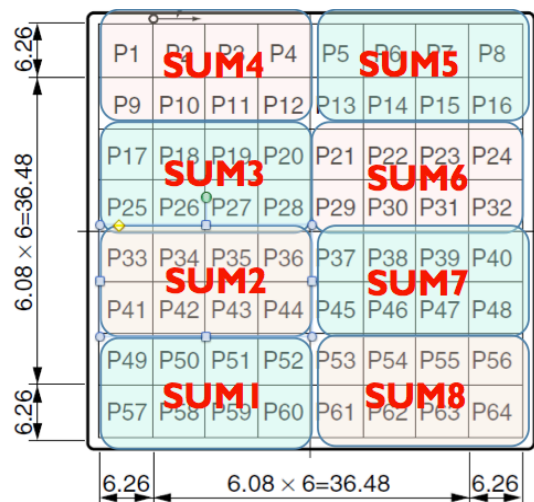 P1 P2 P3 P4 P5 P6 P7 P8
SUM4 SUM5
P9 P10 P11 P12 P13 P14 P15 P16
P17 P18 P19 P20 P21 P22 P23 P24
SUM3 SUM6
P25 P26 P27 P28 P29 P30 P31 P32
P33 P34 P35 P36 P37 P38 P39 P40
SUM2 SUM7
P41 P42 P43 P44 P45 P46 P47 P48
P49 P50 P51 P52 P53 P54 P55 P56
SUM1 SUM8
P57 P58 P59 P60 P61 P62 P63 P64
6.26
6.08 × 6=36.48
6.26
6.26 6.08 × 6=36.48 6.26